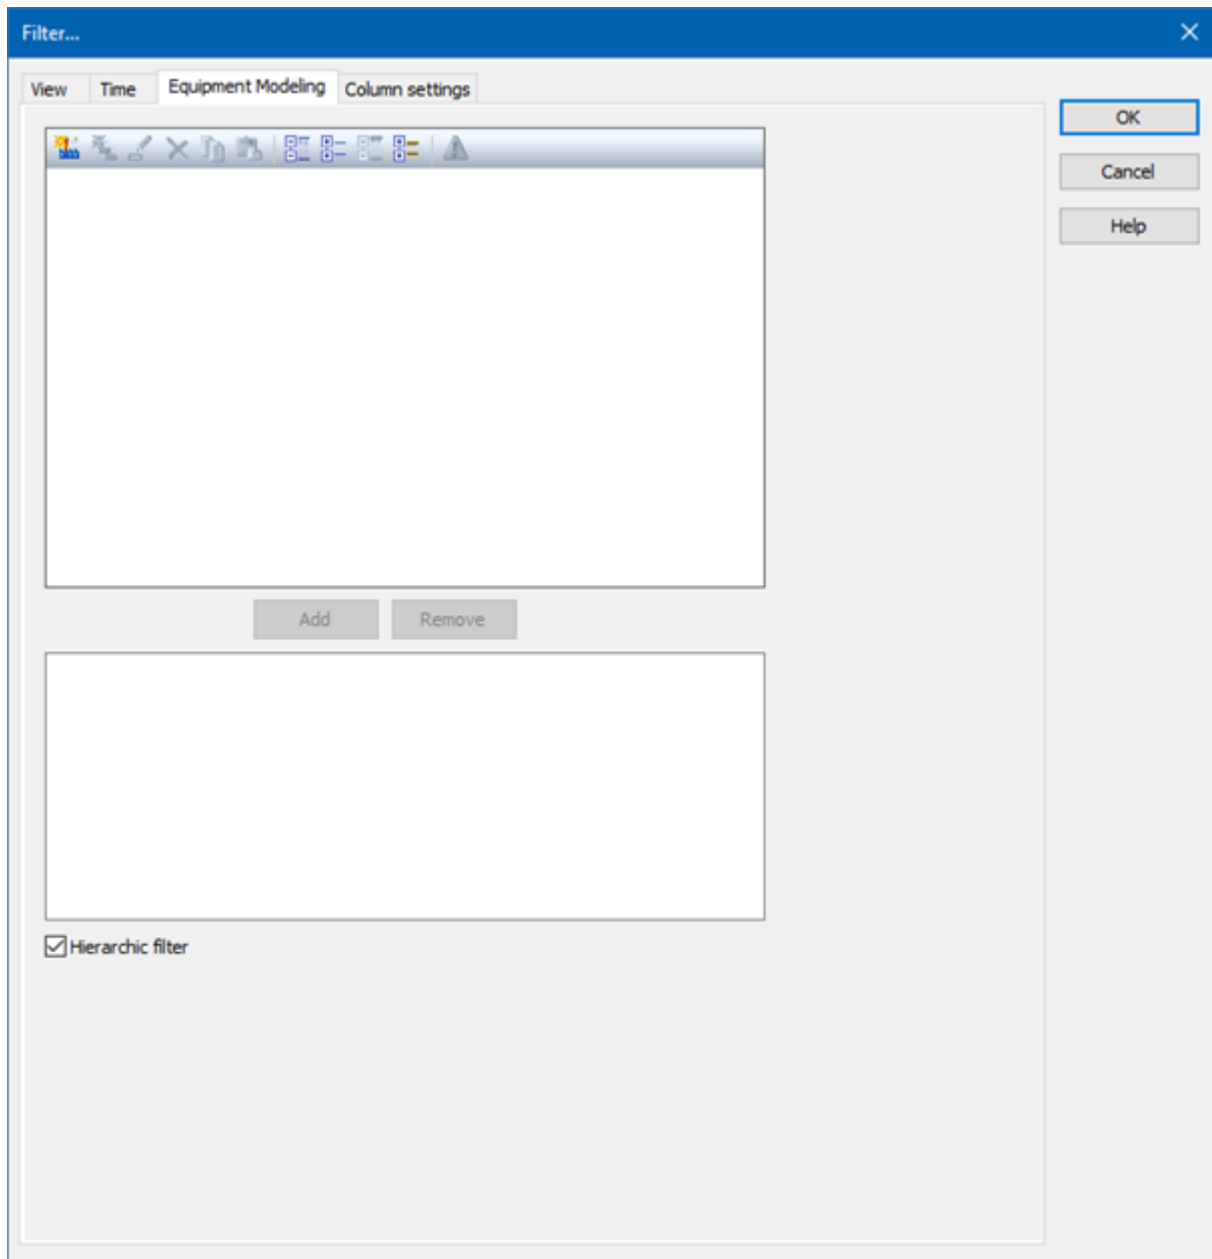 Filter...
View Time Equipment Modeling Column settings
OK
Cancel
Help
Add Remove
Hierarchic filter